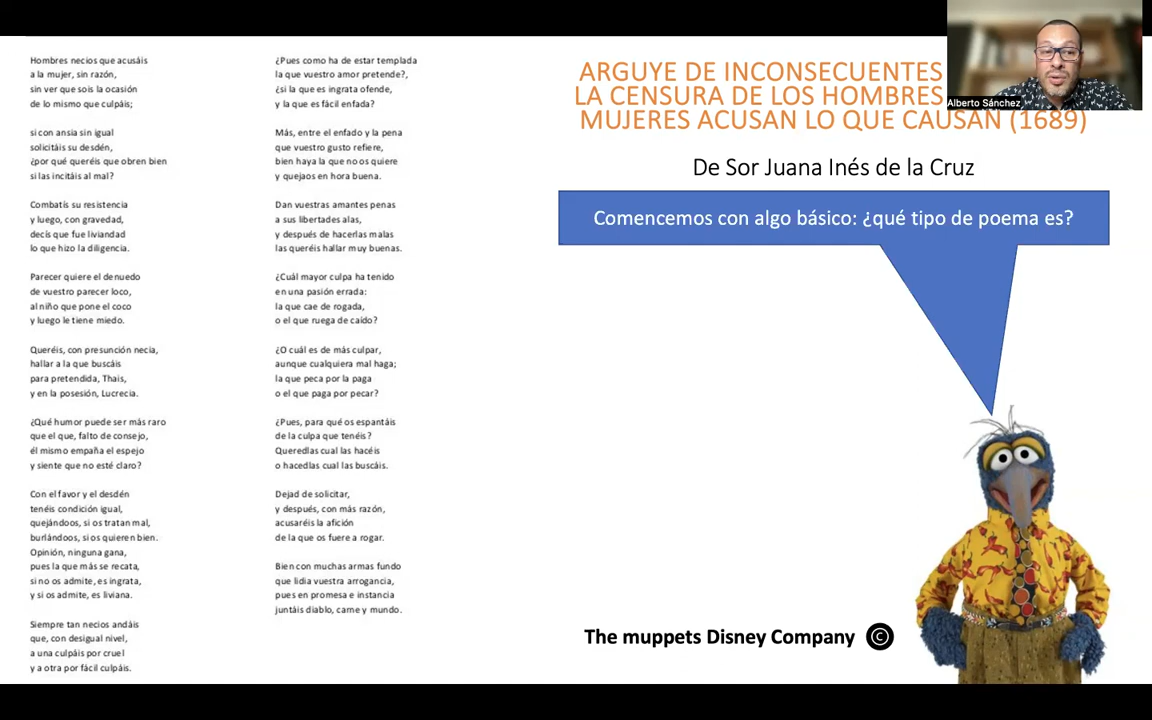 Hombres necios que acusáis
a la mujer, sin razón,
sin ver que sois la ocasión
de lo mismo que culpáis;
si con ansia sin igual
solicitáis su desdén,
¿por qué queréis que obren bien
si las incitáis al mal?
Combatís su resistencia
y luego, con gravedad,
decís que fue liviandad
lo que hizo la diligencia.
Parecer quiere el denuedo
de vuestro parecer loco,
al niño que pone el coco
y luego le tiene miedo.
Queréis, con presunción necia,
hallar a la que buscáis
para pretendida, Thais,
y en la posesión, Lucrecia.
¿Qué humor puede ser más raro
que el que, falto de consejo,
él mismo empaña el espejo
y siente que no esté claro?
Con el favor y el desdén
tenéis condición igual,
quejándoos, si os tratan mal,
burlándoos, si os quieren bien.
Opinión, ninguna gana,
pues la que más se recata,
si no os admite, es ingrata,
y si os admite, es liviana.
Siempre tan necios andáis
que, con desigual nivel,
a una culpáis por cruel
y a otra por fácil culpáis.
¿Pues como ha de estar templada
la que vuestro amor pretende?,
¿si la que es ingrata ofende,
y la que es fácil enfada?
Más, entre el enfado y la pena
que vuestro gusto refiere,
bien haya la que no os quiere
y quejaos en hora buena.
Dan vuestras amantes penas
a sus libertades alas,
y después de hacerlas malas
las queréis hallar muy buenas.
¿Cuál mayor culpa ha tenido
en una pasión errada:
la que cae de rogada,
o el que ruega de caído?
¿O cuál es de más culpar,
aunque cualquiera mal haga;
la que peca por la paga
o el que paga por pecar?
¿Pues, para qué os espantáis
de la culpa que tenéis?
Queredlas cual las hacéis
o hacedlas cual las buscáis.
Dejad de solicitar,
y después, con más razón,
acusaréis la afición
de la que os fuere a rogar.
Bien con muchas armas fundo
que lidia vuestra arrogancia,
pues en promesa e instancia
juntáis diablo, carne y mundo.
ARGUYE DE INCONSECUENTES
LA CENSURA DE LOS HOMBRES
MUJERES ACUSAN LO QUE CAUSAN (1689)
Alberto Sánchez
De Sor Juana Inés de la Cruz
Comencemos con algo básico: ¿qué tipo de poema es?
The muppets Disney Company ©